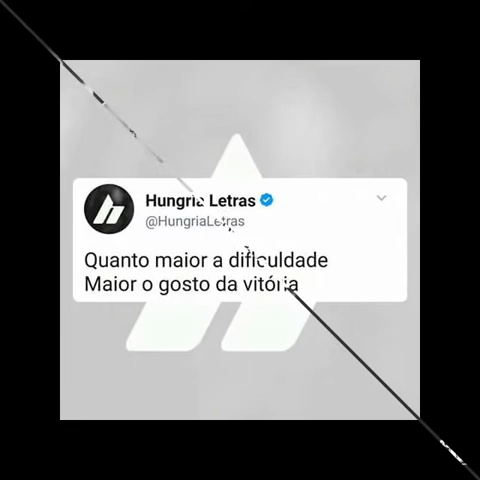 Hungria Letras
@HungriaLetras
Quanto maior a dificuldade
Maior o gosto da vitória